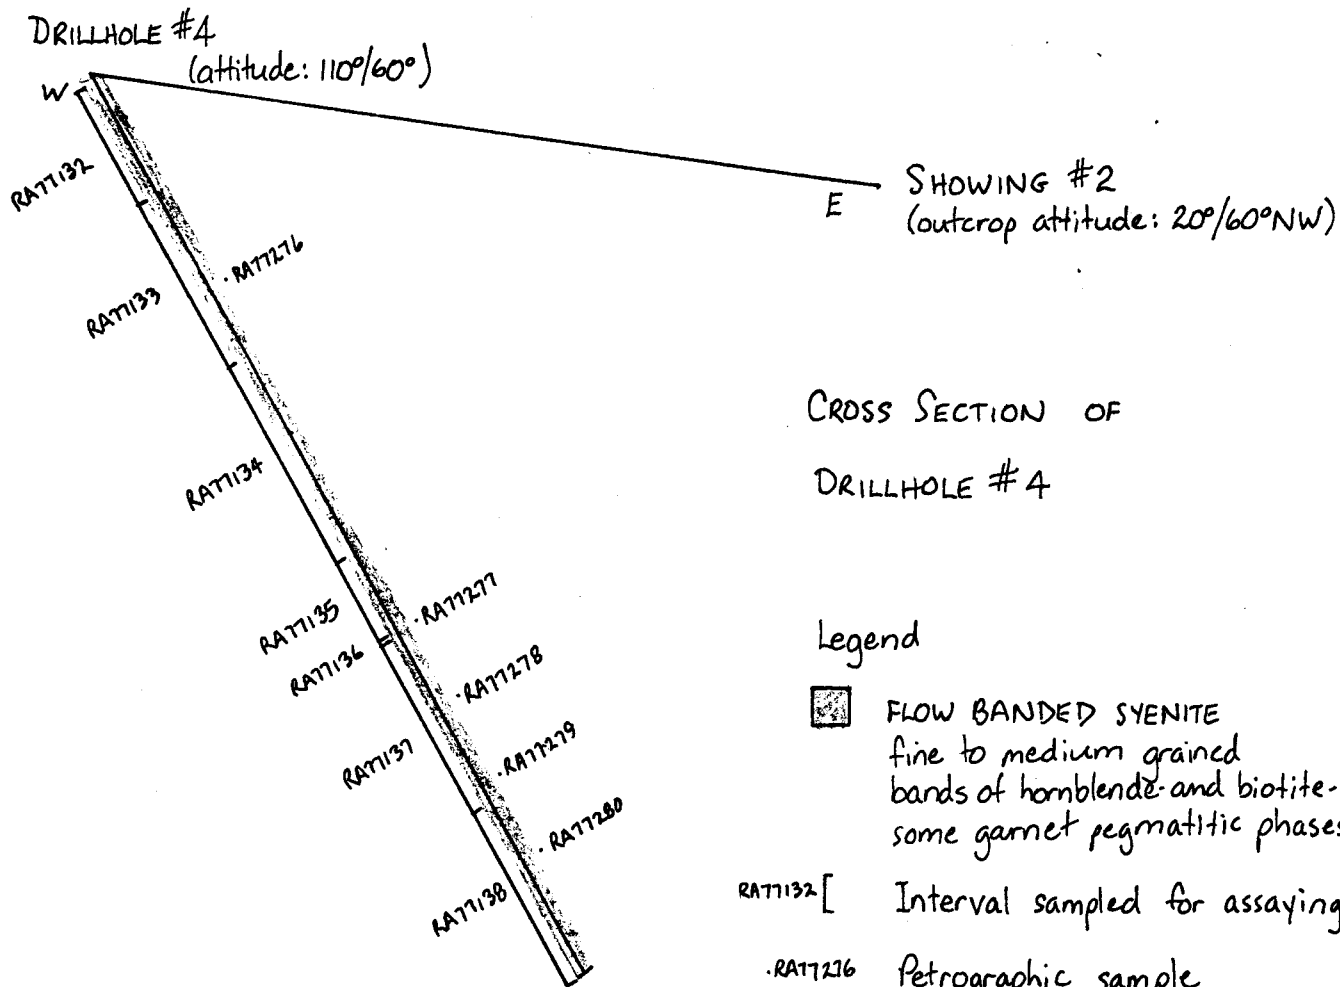 DRILLHOLE #4
(attitude: 110°/60°)
W
E
SHOWING #2
(outcrop attitude: 20°/60°NW)
RA77132
RA77276
RA77133
RA77134
RA77277
RA77135
RA77136
RA77278
RA77137
RA77279
RA77280
RA77138
CROSS SECTION OF
DRILLHOLE #4
Legend
FLOW BANDED SYENITE
fine to medium grained
bands of hornblende-and biotite-
some garnet pegmatitic phases
RA77132 [ Interval sampled for assaying
.RA77276 Petrographic sample